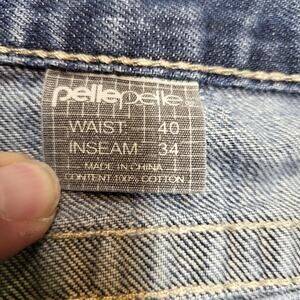 pellepelle
WAIST: 40
INSEAM: 34
MADE IN CHINA
CONTENT: 100% COTTON